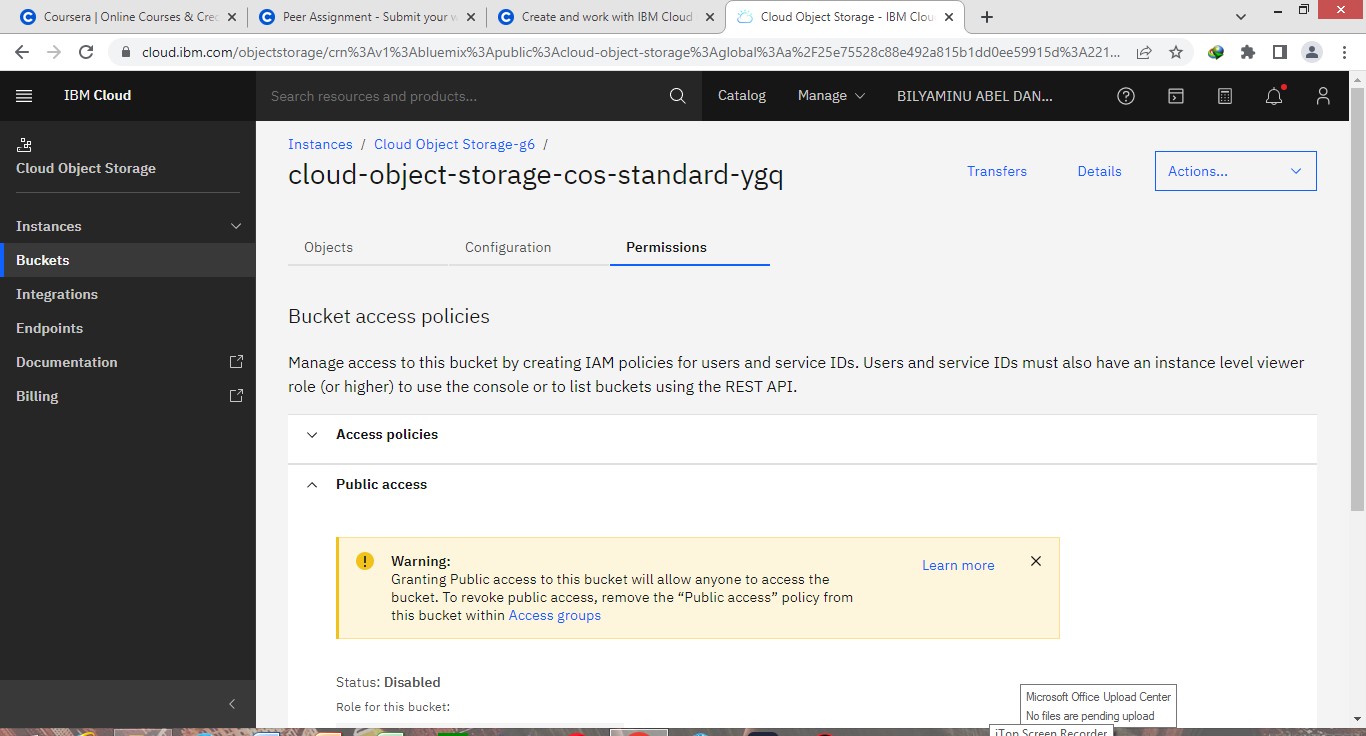 Coursera | Online Courses & Crec
Peer Assignment - Submit your w
Create and work with IBM Cloud
Cloud Object Storage - IBM Clou
cloud.ibm.com/objectstorage/crn%3Av1%3Abluemix%3Apublic%3Acloud-object-storage%3Aglobal%3Aa%2F25e75528c88e492a815b1dd0ee59915d%3A221...
IBM Cloud
Search resources and products...
Catalog
Manage
BILYAMINU ABEL DAN...
Cloud Object Storage
Instances
Buckets
Integrations
Endpoints
Documentation
Billing
Instances / Cloud Object Storage-g6 /
cloud-object-storage-cos-standard-ygq
Transfers
Details
Actions...
Objects
Configuration
Permissions
Bucket access policies
Manage access to this bucket by creating IAM policies for users and service IDs. Users and service IDs must also have an instance level viewer
role (or higher) to use the console or to list buckets using the REST API.
Access policies
Public access
Warning:
Granting Public access to this bucket will allow anyone to access the
bucket. To revoke public access, remove the “Public access” policy from
this bucket within Access groups
Learn more
Status: Disabled
Role for this bucket:
Microsoft Office Upload Center
No files are pending upload
iTop Screen Recorder